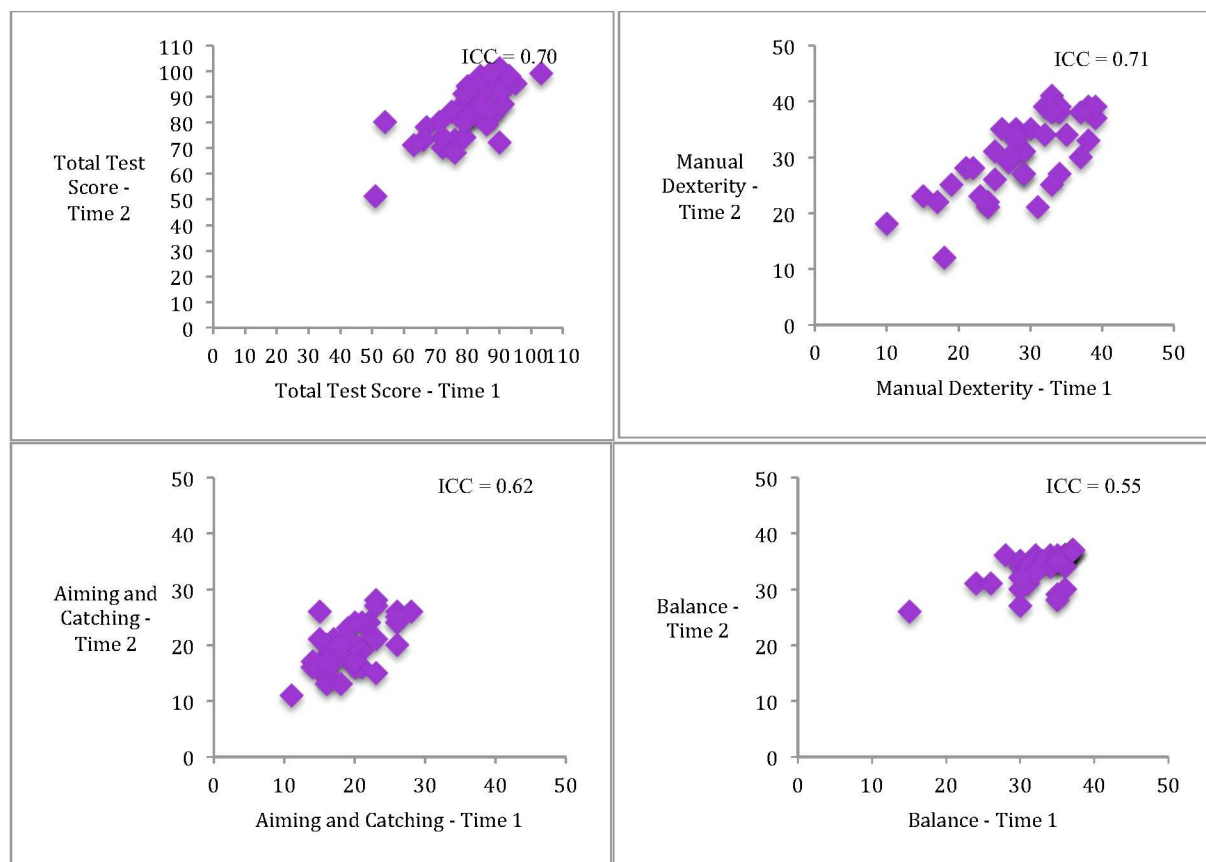 ICC = 0.70
110
100
90
80
70
60
50
40
30
20
10
0
Total Test
Score -
Time 2
0 10 20 30 40 50 60 70 80 90 100 110
Total Test Score - Time 1
ICC = 0.71
50
40
30
20
10
0
Manual
Dexterity -
Time 2
0 10 20 30 40 50
Manual Dexterity - Time 1
ICC = 0.62
50
40
30
20
10
0
Aiming and
Catching -
Time 2
0 10 20 30 40 50
Aiming and Catching - Time 1
ICC = 0.55
50
40
30
20
10
0
Balance -
Time 2
0 10 20 30 40 50
Balance - Time 1